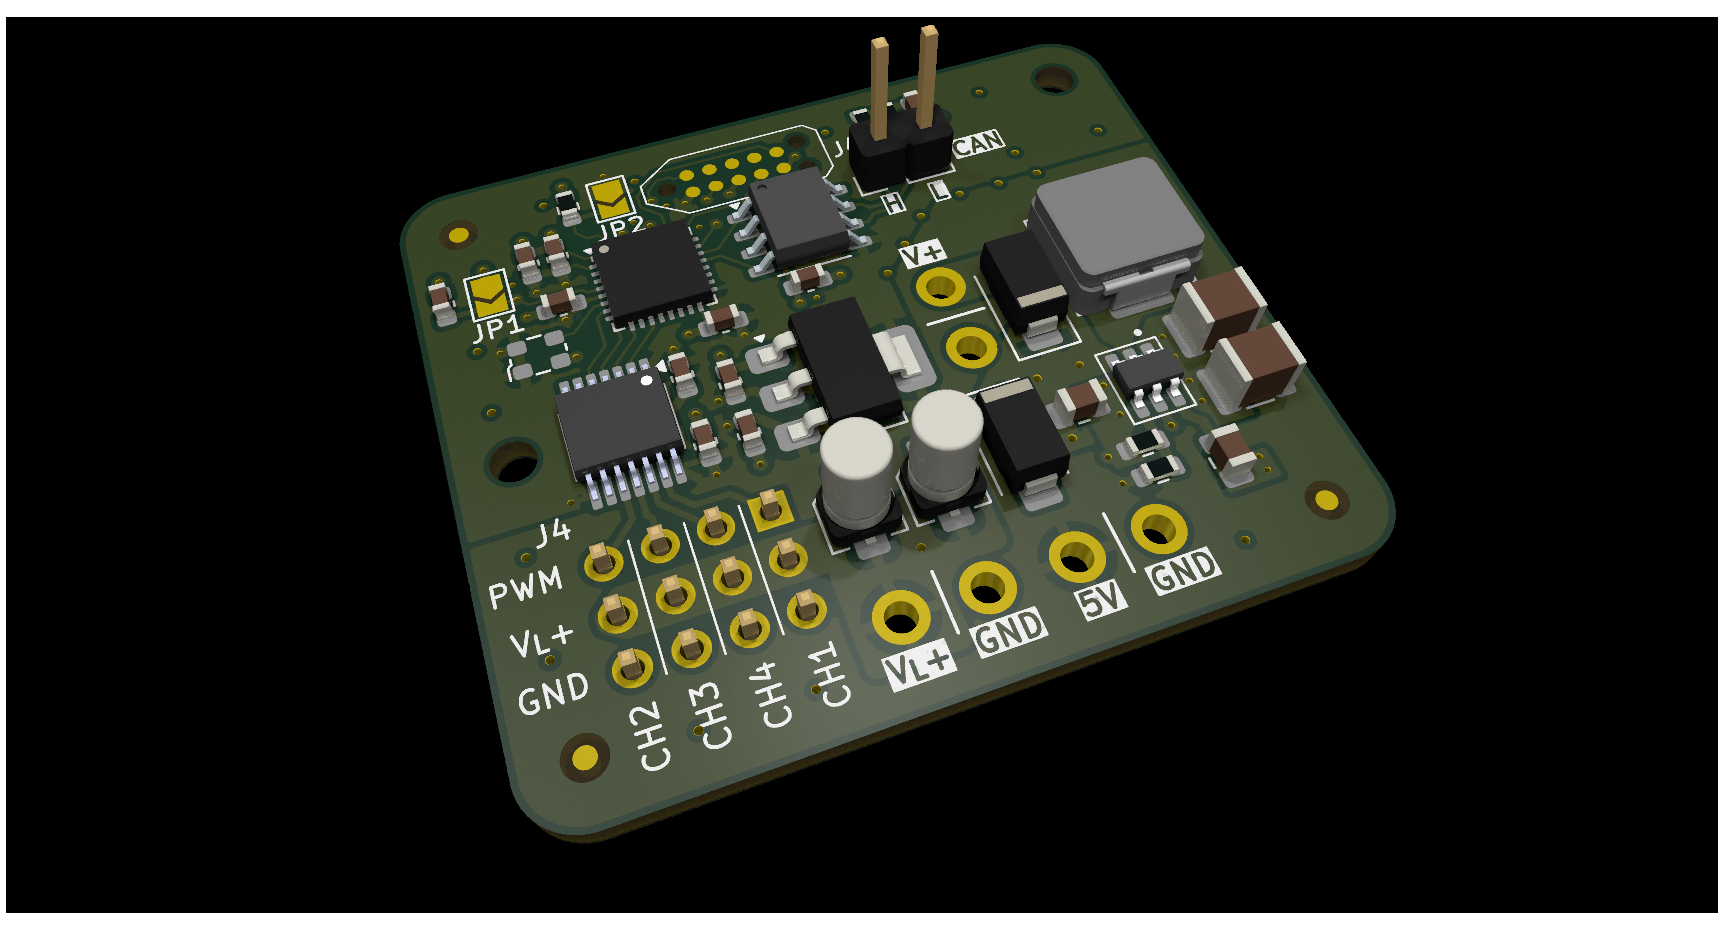 CAN
H
L
JP2
V+
JP1
J4
PWM
VL+
GND
CH2
CH3
CH4
CH1
VL+
GND
5V
GND